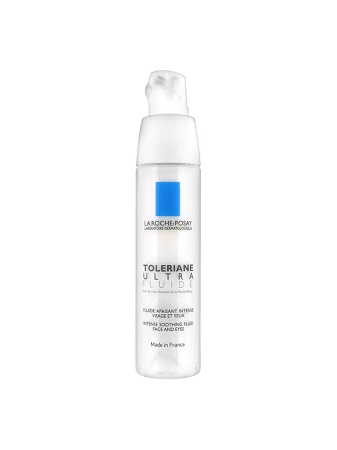 LA ROCHE-POSAY
LABORATOIRE DERMATOLOGIQUE
TOLERIANE
ULTRA
FLUIDE
FLUIDE APAISANT INTENSE
VISAGE ET YEUX
INTENSE SOOTHING FLUID
FACE AND EYES
Made in France